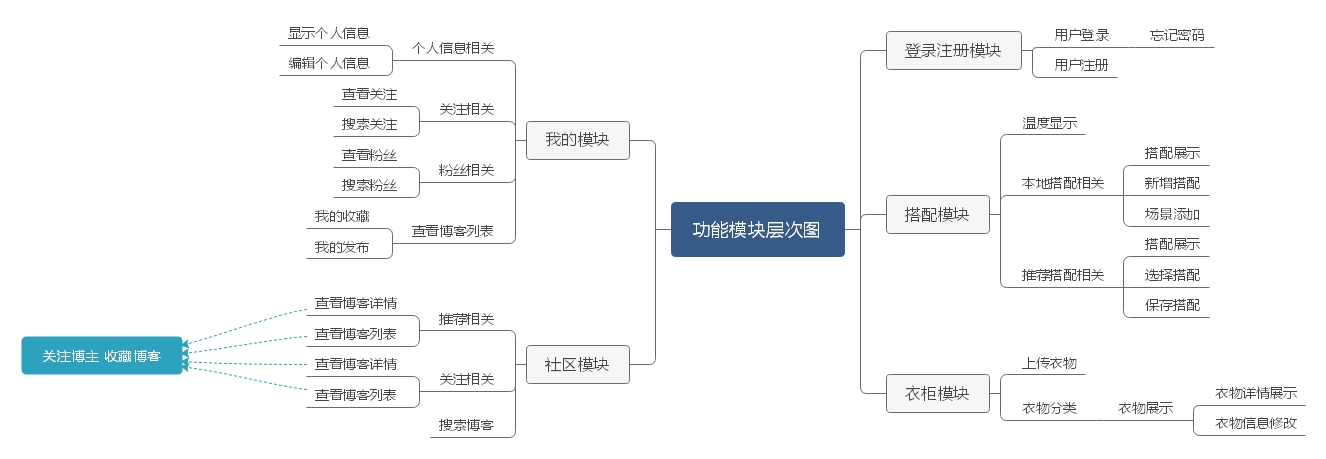 功能模块层次图
登录注册模块
用户登录
忘记密码
用户注册
搭配模块
温度显示
本地搭配相关
搭配展示
新增搭配
场景添加
推荐搭配相关
搭配展示
选择搭配
保存搭配
衣柜模块
上传衣物
衣物分类
衣物展示
衣物详情展示
衣物信息修改
我的模块
个人信息相关
显示个人信息
编辑个人信息
关注相关
查看关注
搜索关注
粉丝相关
查看粉丝
搜索粉丝
查看博客列表
我的收藏
我的发布
社区模块
推荐相关
查看博客详情
查看博客列表
关注相关
查看博客详情
查看博客列表
搜索博客
关注博主 收藏博客